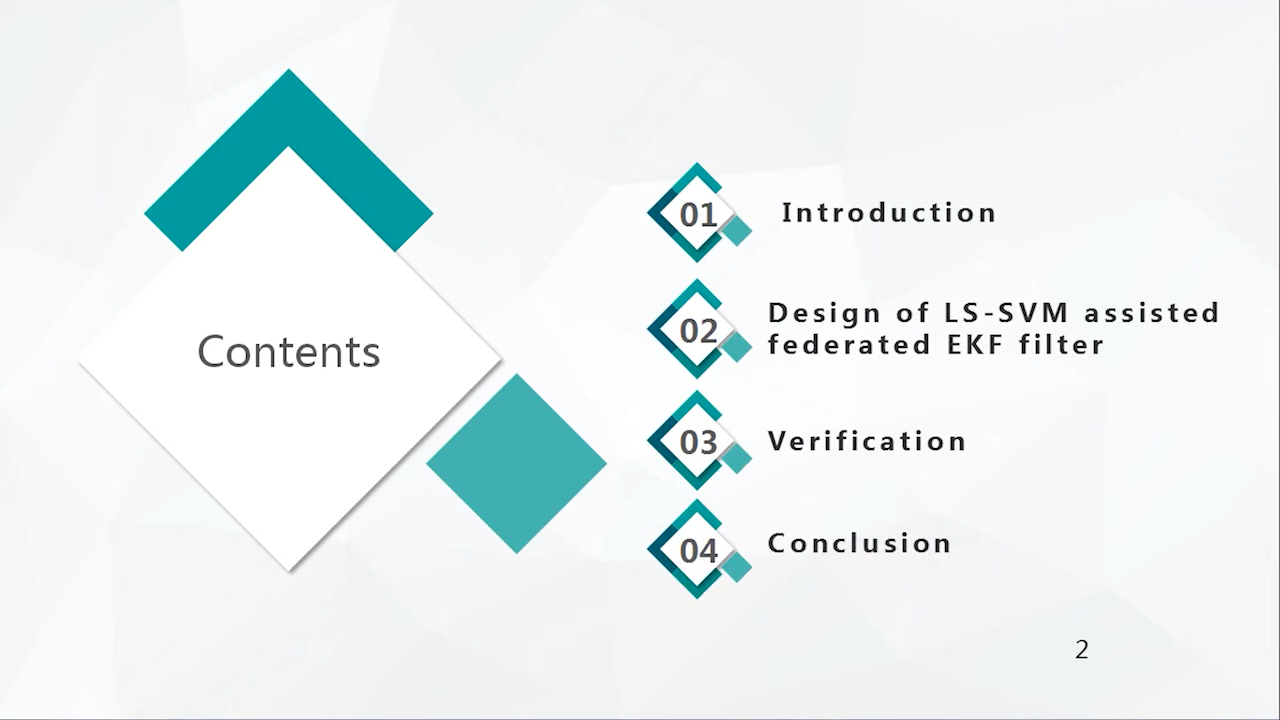 Contents
01
Introduction
02
Design of LS-SVM assisted
federated EKF filter
03
Verification
04
Conclusion
2